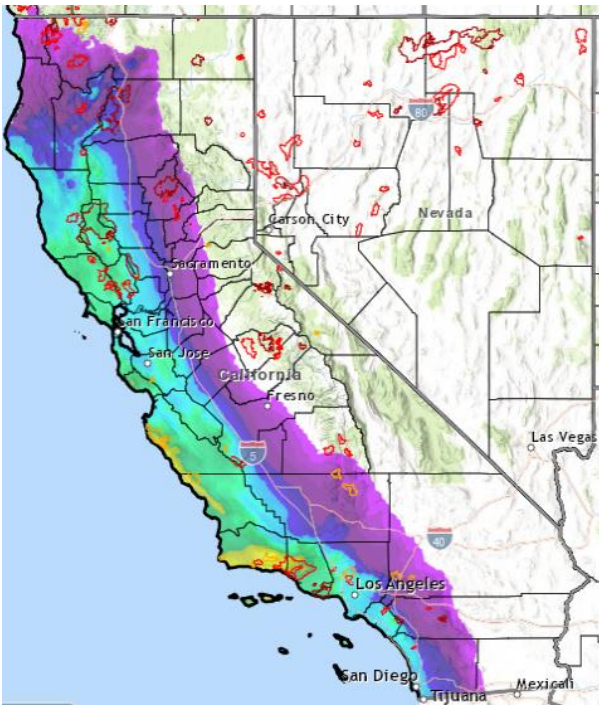 80
Nevada
Carson City
Sacramento
San Francisco
San Jose
California
Fresno
5
Las Vegas
40
Los Angeles
San Diego
Mexicali
Tijuana